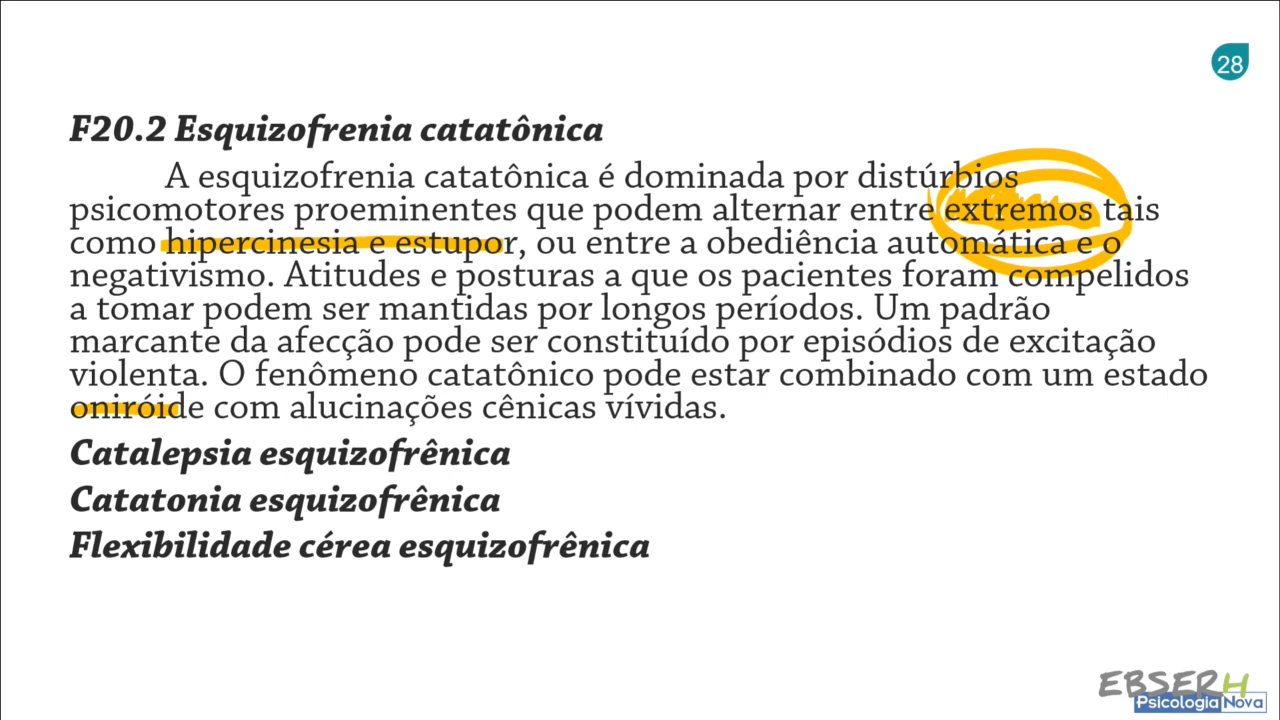 28
F20.2 Esquizofrenia catatônica
A esquizofrenia catatônica é dominada por distúrbios
psicomotores proeminentes que podem alternar entre extremos tais
como hipercinesia e estupor, ou entre a obediência automática e o
negativismo. Atitudes e posturas a que os pacientes foram compelidos
a tomar podem ser mantidas por longos períodos. Um padrão
marcante da afecção pode ser constituído por episódios de excitação
violenta. O fenômeno catatônico pode estar combinado com um estado
oniróide com alucinações cênicas vívidas.
Catalepsia esquizofrênica
Catatonia esquizofrênica
Flexibilidade cérea esquizofrênica
EBSERH
Psicologia Nova